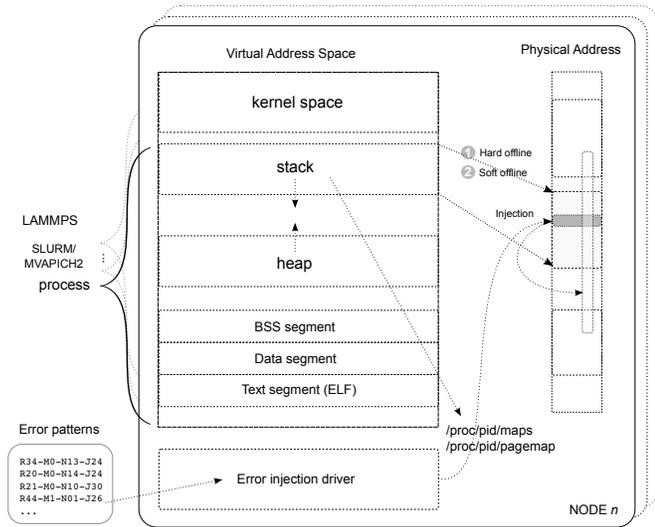 Virtual Address Space
Physical Address
kernel space
stack
1 Hard offline
2 Soft offline
Injection
LAMMPS
SLURM/
MVAPICH2
⋮
process
heap
BSS segment
Data segment
Text segment (ELF)
/proc/pid/maps
/proc/pid/pagemap
Error patterns
R34-M0-N13-J24
R20-M0-N14-J24
R21-M0-N10-J30
R44-M1-N01-J26
...
Error injection driver
NODE n